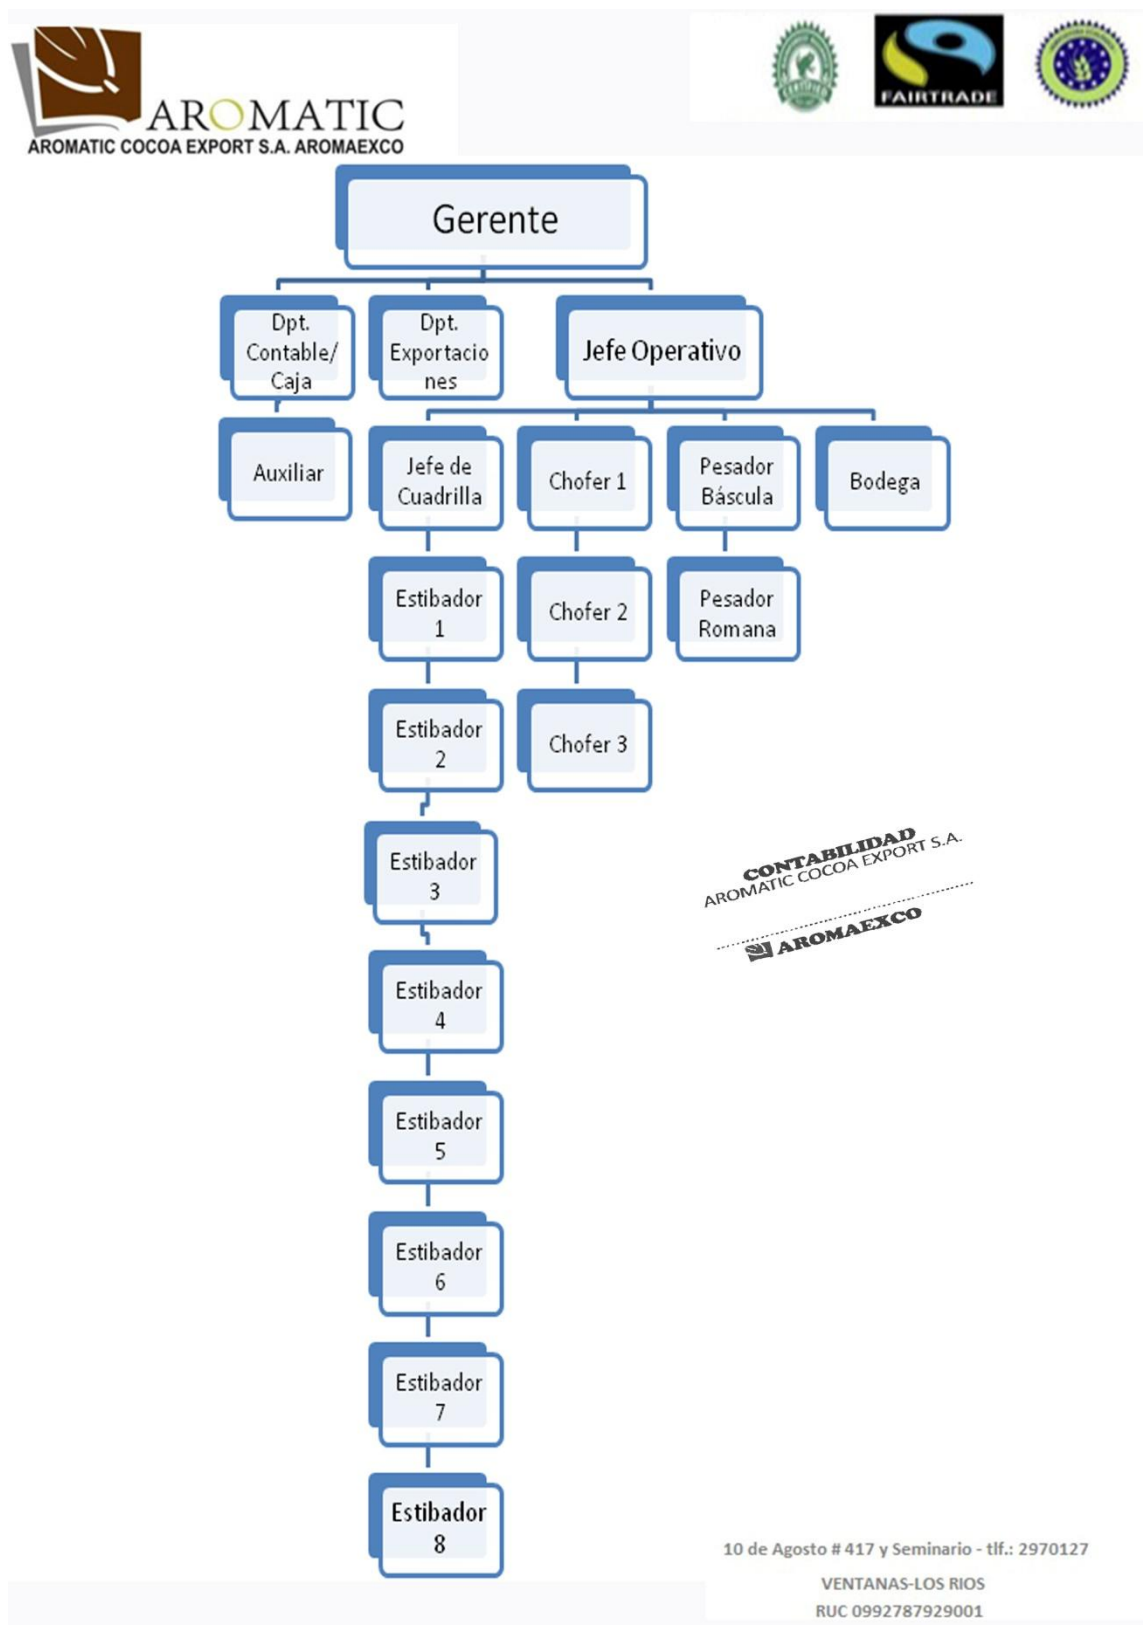 AROMATIC
AROMATIC COCOA EXPORT S.A. AROMAEXCO
FAIRTRADE
Gerente
Dpt.
Contable/
Caja
Dpt.
Exportacio
nes
Jefe Operativo
Auxiliar
Jefe de
Cuadrilla
Chofer 1
Pesador
Báscula
Bodega
Estibador
1
Chofer 2
Pesador
Romana
Estibador
2
Chofer 3
Estibador
3
CONTABILIDAD
AROMATIC COCOA EXPORT S.A.
AROMAEXCO
Estibador
4
Estibador
5
Estibador
6
Estibador
7
Estibador
8
10 de Agosto # 417 y Seminario - tlf.: 2970127
VENTANAS-LOS RIOS
RUC 0992787929001